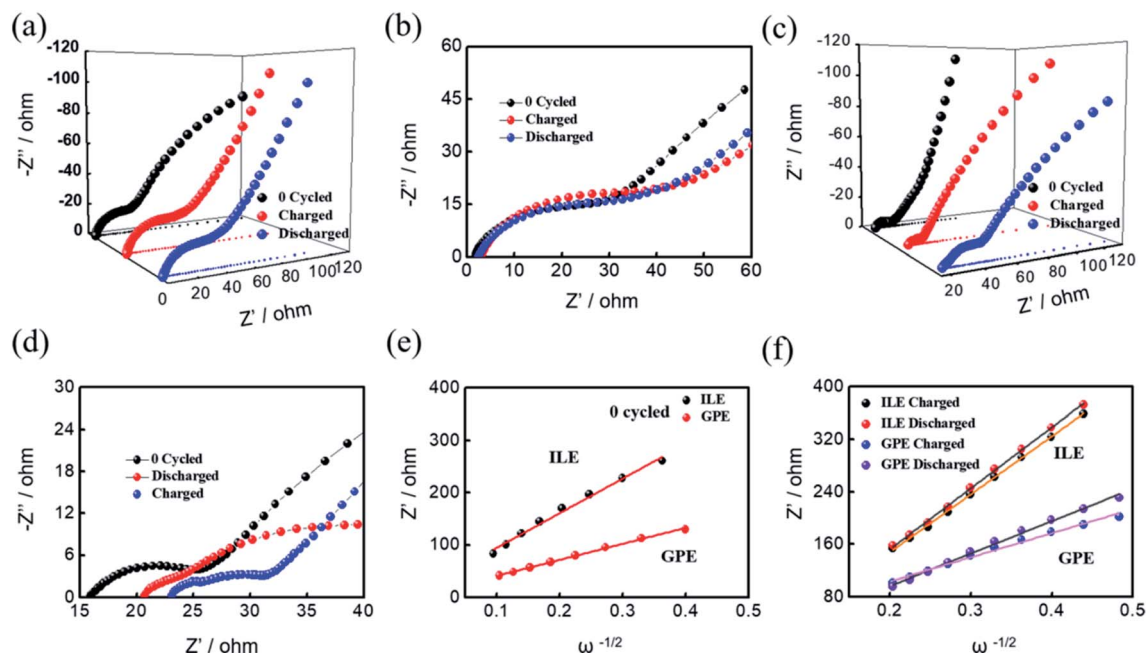 (a)
-120
-100
-80
-60
-40
-20
0
-Z'' / ohm
0 Cycled
Charged
Discharged
0
20
40
60
80
100
120
Z' / ohm
(b)
60
45
30
15
0
-Z'' / ohm
0 Cycled
Charged
Discharged
0
10
20
30
40
50
60
Z' / ohm
(c)
-120
-100
-80
-60
-40
-20
0
Z'' / ohm
0 Cycled
Charged
Discharged
20
40
60
80
100
120
Z' / ohm
(d)
30
24
18
12
6
0
-Z'' / ohm
0 Cycled
Discharged
Charged
15
20
25
30
35
40
Z' / ohm
(e)
400
300
200
100
0
Z' / ohm
0 cycled
ILE
GPE
ILE
GPE
0.1
0.2
0.3
0.4
0.5
ω -1/2
(f)
400
320
240
160
80
Z' / ohm
ILE Charged
ILE Discharged
GPE Charged
GPE Discharged
ILE
GPE
0.1
0.2
0.3
0.4
0.5
ω -1/2